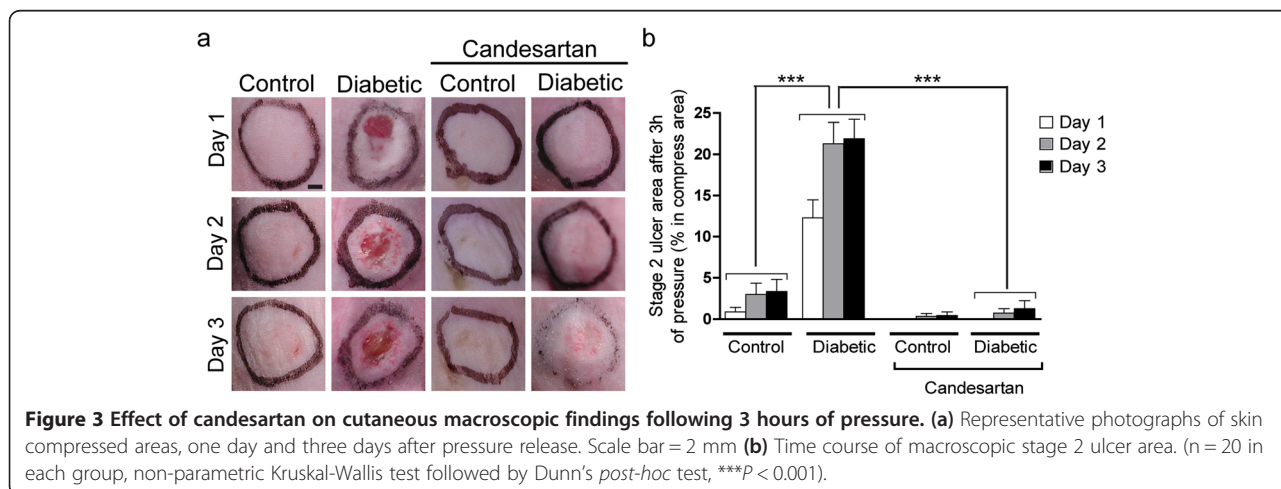 a
Candesartan
Control Diabetic Control Diabetic
Day 1
Day 2
Day 3
b
Stage 2 ulcer area after 3h
of pressure (% in compress area)
25
20
15
10
5
0
***
***
Day 1
Day 2
Day 3
Control Diabetic Control Diabetic
Candesartan
Figure 3 Effect of candesartan on cutaneous macroscopic findings following 3 hours of pressure. (a) Representative photographs of skin
compressed areas, one day and three days after pressure release. Scale bar = 2 mm (b) Time course of macroscopic stage 2 ulcer area. (n = 20 in
each group, non-parametric Kruskal-Wallis test followed by Dunn's post-hoc test, ***P < 0.001).